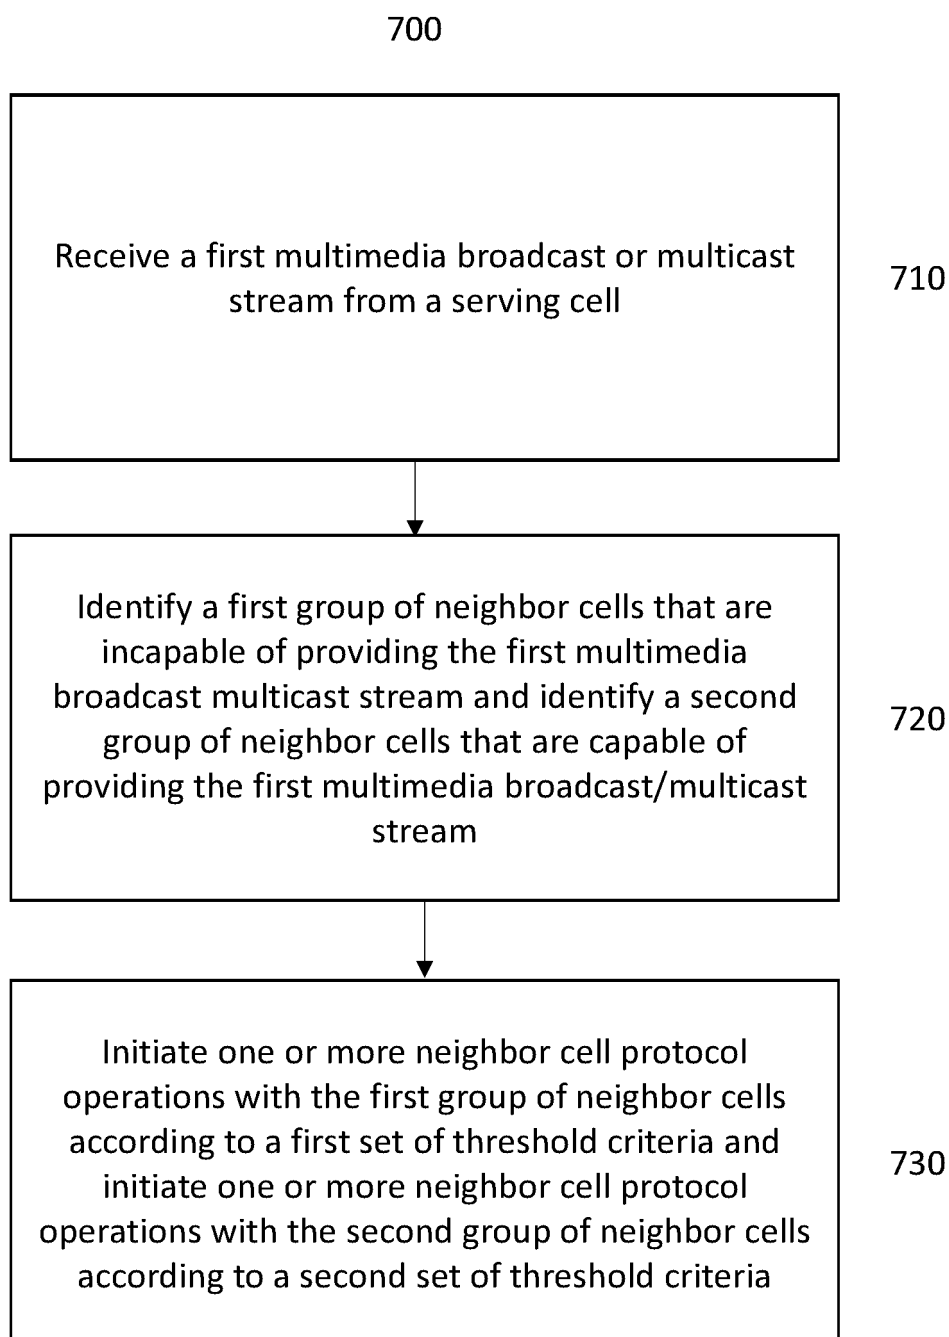 700
Receive a first multimedia broadcast or multicast
stream from a serving cell
710
Identify a first group of neighbor cells that are
incapable of providing the first multimedia
broadcast multicast stream and identify a second
group of neighbor cells that are capable of
providing the first multimedia broadcast/multicast
stream
720
Initiate one or more neighbor cell protocol
operations with the first group of neighbor cells
according to a first set of threshold criteria and
initiate one or more neighbor cell protocol
operations with the second group of neighbor cells
according to a second set of threshold criteria
730